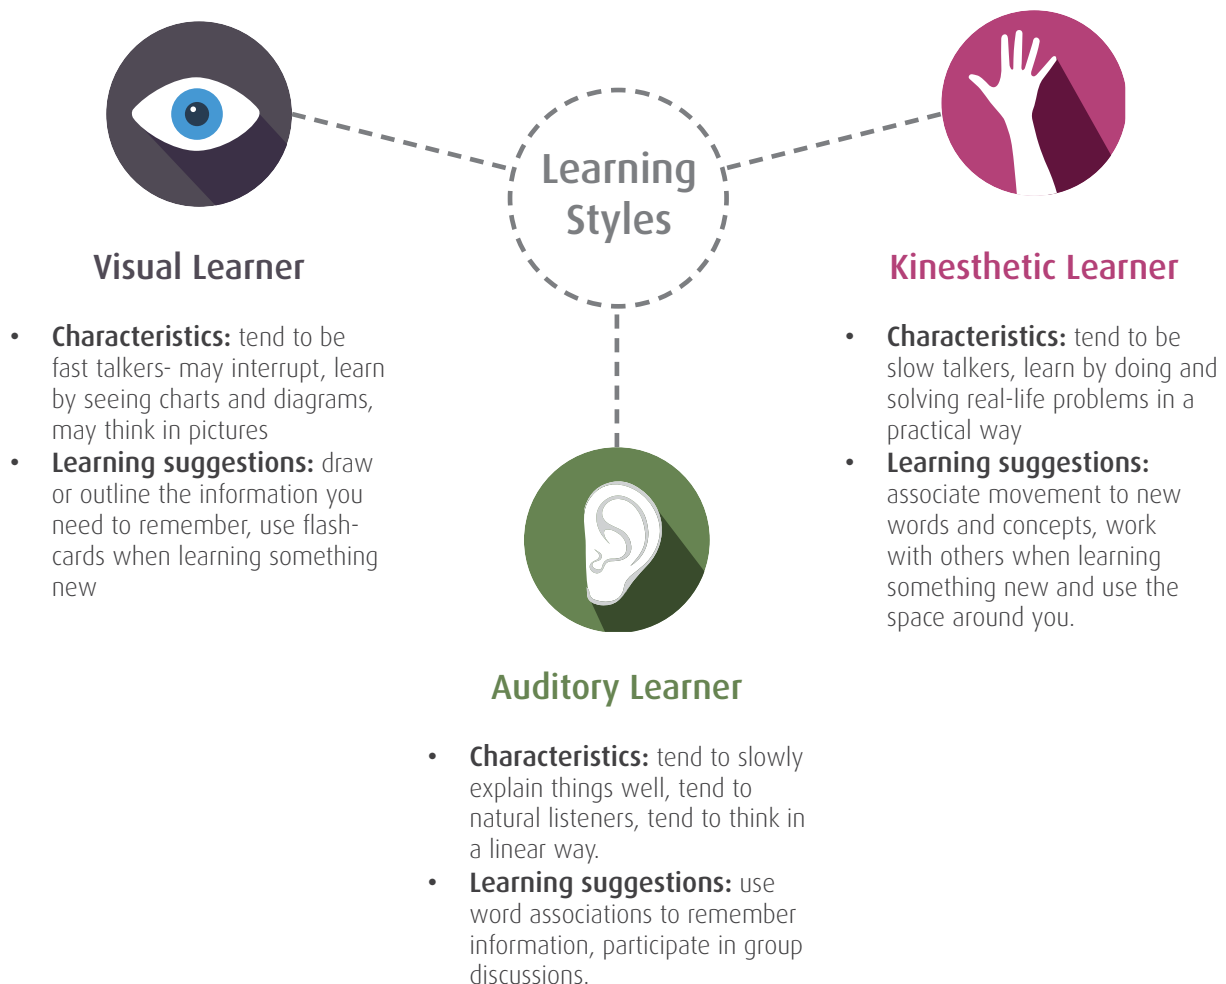 Learning
Styles
Visual Learner
• Characteristics: tend to be
fast talkers- may interrupt, learn
by seeing charts and diagrams,
may think in pictures
• Learning suggestions: draw
or outline the information you
need to remember, use flash-
cards when learning something
new
Kinesthetic Learner
• Characteristics: tend to be
slow talkers, learn by doing and
solving real-life problems in a
practical way
• Learning suggestions:
associate movement to new
words and concepts, work
with others when learning
something new and use the
space around you.
Auditory Learner
• Characteristics: tend to slowly
explain things well, tend to
natural listeners, tend to think in
a linear way.
• Learning suggestions: use
word associations to remember
information, participate in group
discussions.